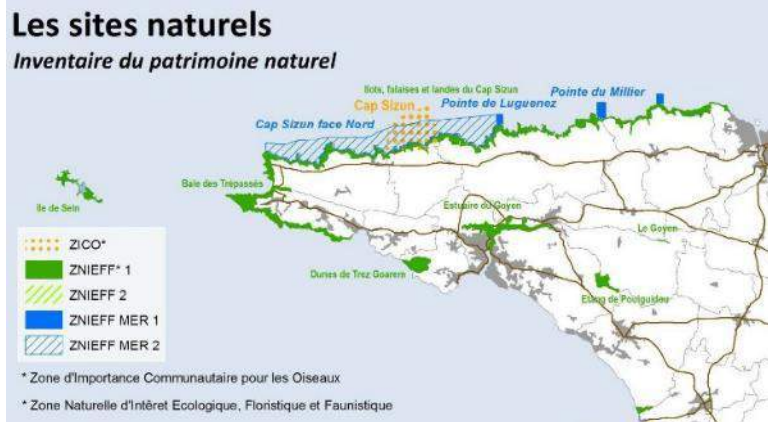 Les sites naturels
Inventaire du patrimoine naturel
Ilots, falaises et landes du Cap Sizun
Cap Sizun
Pointe de Luguenez
Pointe du Millier
Cap Sizun face Nord
Ile de Sein
Baie des Trépassés
Estuaire du Goyen
Le Goyen
Dunes de Trez Goarem
Etang de Poulguidou
ZICO*
ZNIEFF* 1
ZNIEFF 2
ZNIEFF MER 1
ZNIEFF MER 2
* Zone d'Importance Communautaire pour les Oiseaux
* Zone Naturelle d'Intêret Ecologique, Floristique et Faunistique